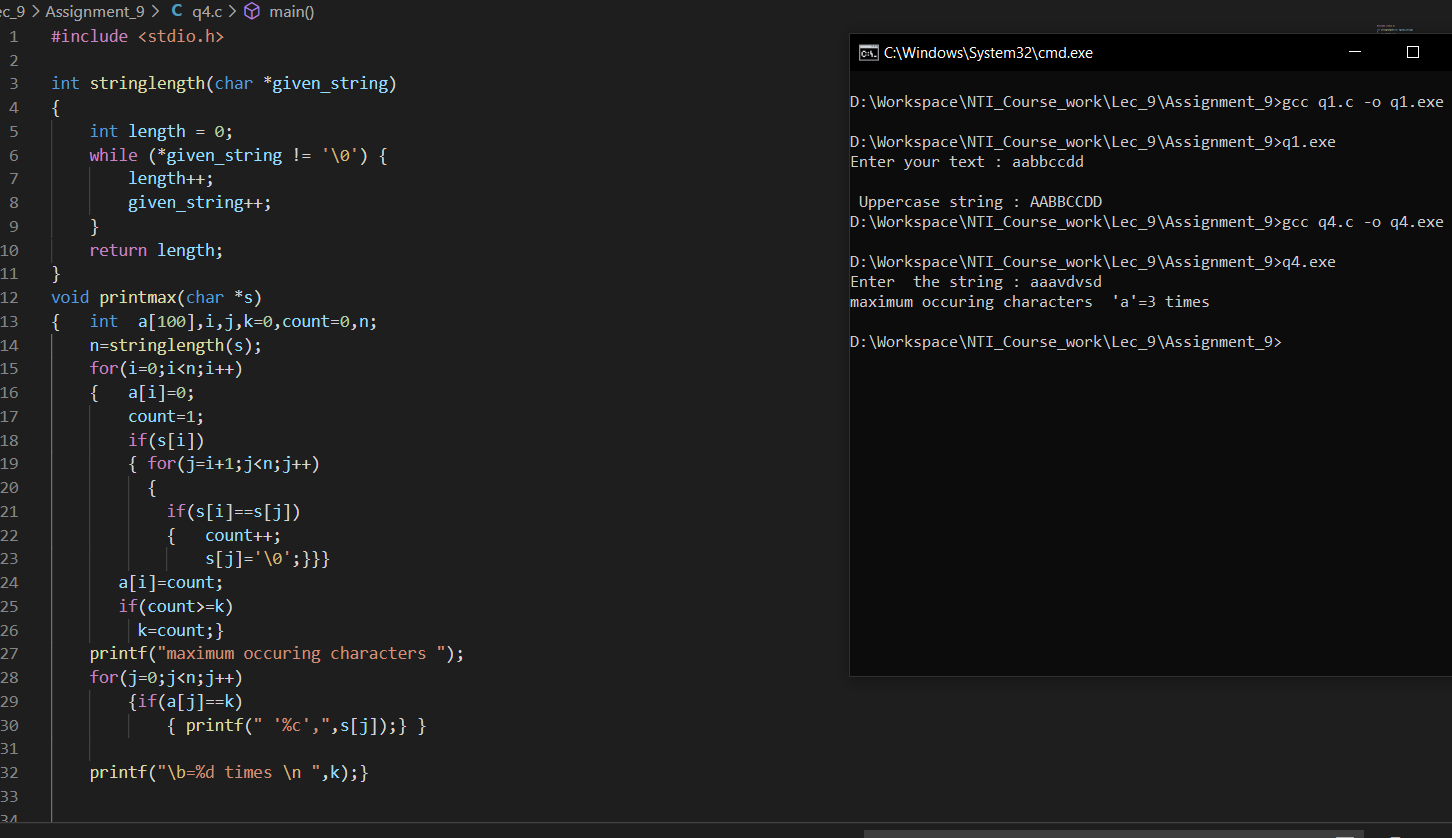 ec_9 > Assignment_9 > C q4.c > main()
1 #include <stdio.h>
2
3 int stringlength(char *given_string)
4 {
5     int length = 0;
6     while (*given_string != '\0') {
7         length++;
8         given_string++;
9     }
10     return length;
11 }
12 void printmax(char *s)
13 {   int  a[100],i,j,k=0,count=0,n;
14     n=stringlength(s);
15     for(i=0;i<n;i++)
16     {   a[i]=0;
17         count=1;
18         if(s[i])
19         { for(j=i+1;j<n;j++)
20           {
21             if(s[i]==s[j])
22             {   count++;
23                 s[j]='\0';}}}
24        a[i]=count;
25        if(count>=k)
26          k=count;}
27     printf("maximum occuring characters ");
28     for(j=0;j<n;j++)
29         {if(a[j]==k)
30             { printf(" '%c',",s[j]);} }
31
32     printf("\b=%d times \n ",k);}
33
34
C:\Windows\System32\cmd.exe
D:\Workspace\NTI_Course_work\Lec_9\Assignment_9>gcc q1.c -o q1.exe
D:\Workspace\NTI_Course_work\Lec_9\Assignment_9>q1.exe
Enter your text : aabbccdd
 Uppercase string : AABBCCDD
D:\Workspace\NTI_Course_work\Lec_9\Assignment_9>gcc q4.c -o q4.exe
D:\Workspace\NTI_Course_work\Lec_9\Assignment_9>q4.exe
Enter  the string : aaavdvsd
maximum occuring characters  'a'=3 times
D:\Workspace\NTI_Course_work\Lec_9\Assignment_9>